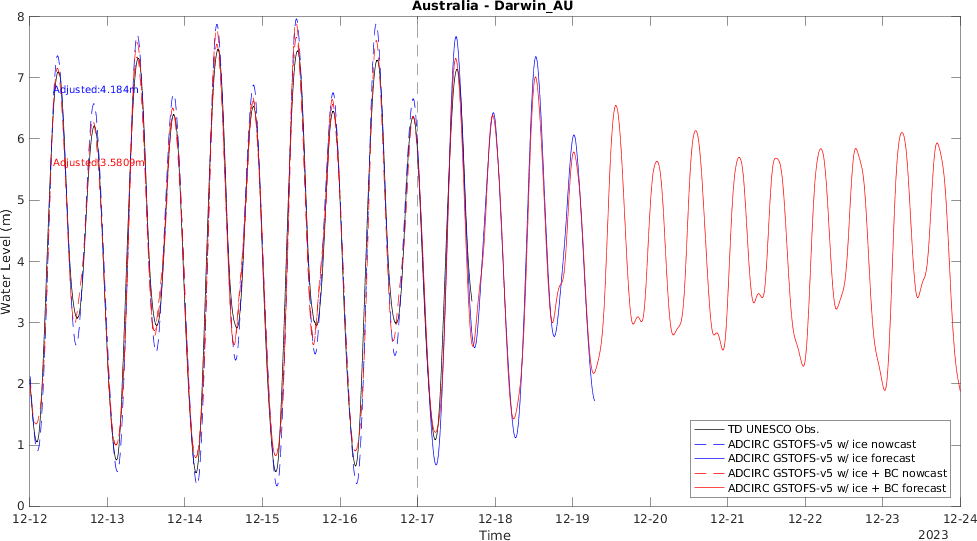 Australia - Darwin_AU
8
7
6
5
4
3
2
1
0
Water Level (m)
Adjusted:4.184m
Adjusted:3.5809m
TD UNESCO Obs.
ADCIRC GSTOFS-v5 w/ ice nowcast
ADCIRC GSTOFS-v5 w/ ice forecast
ADCIRC GSTOFS-v5 w/ ice + BC nowcast
ADCIRC GSTOFS-v5 w/ ice + BC forecast
12-12 12-13 12-14 12-15 12-16 12-17 12-18 12-19 12-20 12-21 12-22 12-23 12-24
Time
2023